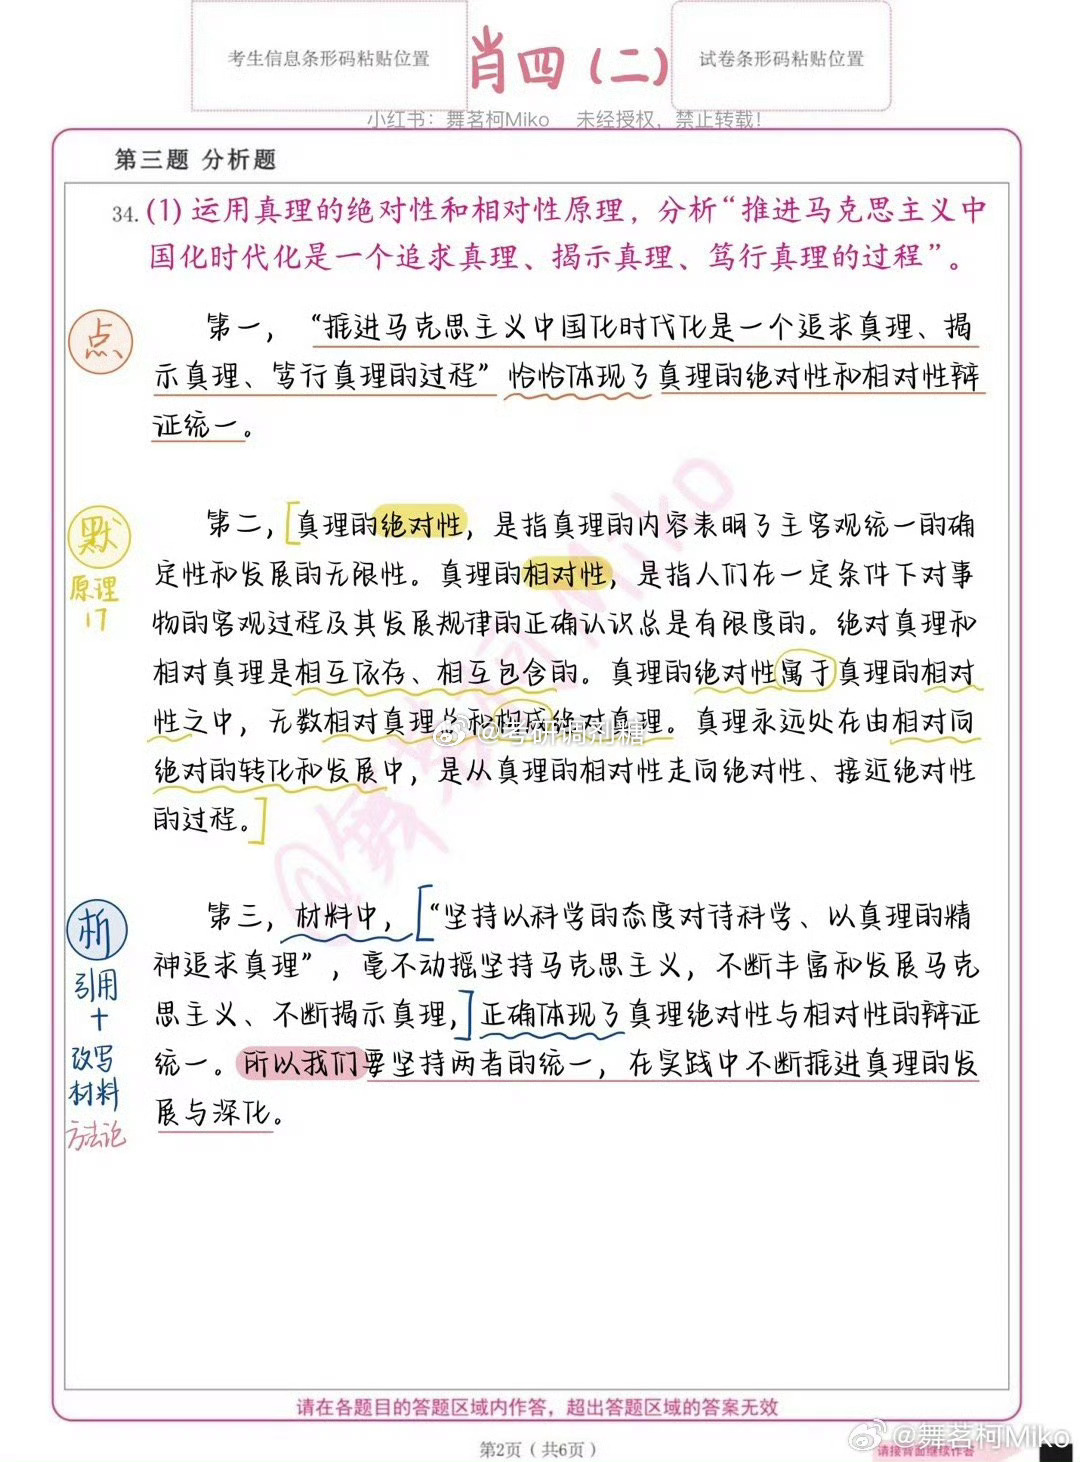 考生信息条形码粘贴位置
肖四（二）
试卷条形码粘贴位置
小红书：舞茗柯Miko 未经授权，禁止转载！
第三题 分析题
34. (1) 运用真理的绝对性和相对性原理，分析“推进马克思主义中
国化时代化是一个追求真理、揭示真理、笃行真理的过程”。
点
第一，“推进马克思主义中国化时代化是一个追求真理、揭
示真理、笃行真理的过程”恰恰体现了真理的绝对性和相对性辩
证统一。
默
原理
17
第二，[真理的绝对性，是指真理的内容表明了主客观统一的确
定性和发展的无限性。真理的相对性，是指人们在一定条件下对事
物的客观过程及其发展规律的正确认识总是有限度的。绝对真理和
相对真理是相互依存、相互包含的。真理的绝对性寓于真理的相对
性之中，无数相对真理总和构成绝对真理。真理永远处在由相对向
绝对的转化和发展中，是从真理的相对性走向绝对性、接近绝对性
的过程。]
@考研调剂糖
@舞茗柯Miko
析
引用
+
改写
材料
方法论
第三，材料中，[“坚持以科学的态度对待科学、以真理的精
神追求真理”，毫不动摇坚持马克思主义，不断丰富和发展马克
思主义、不断揭示真理，]正确体现了真理绝对性与相对性的辩证
统一。所以我们要坚持两者的统一，在实践中不断推进真理的发
展与深化。
请在各题目的答题区域内作答，超出答题区域的答案无效
第2页（共6页）
请接背面继续作答
@舞茗柯Miko